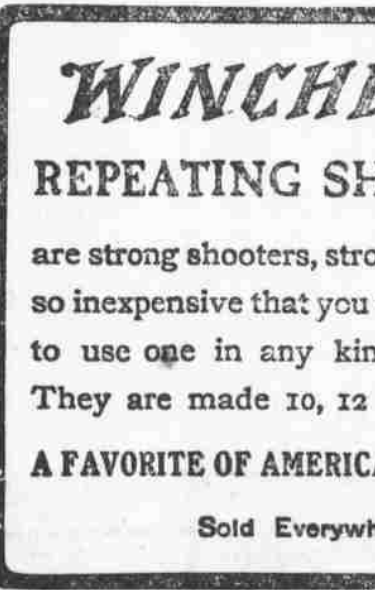 WINCHE
REPEATING SH
are strong shooters, stro
so inexpensive that you
to use one in any kin
They are made 10, 12
A FAVORITE OF AMERICA
Sold Everywh